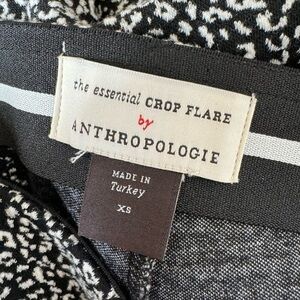 the essential CROP FLARE
by
ANTHROPOLOGIE
MADE IN
Turkey
XS